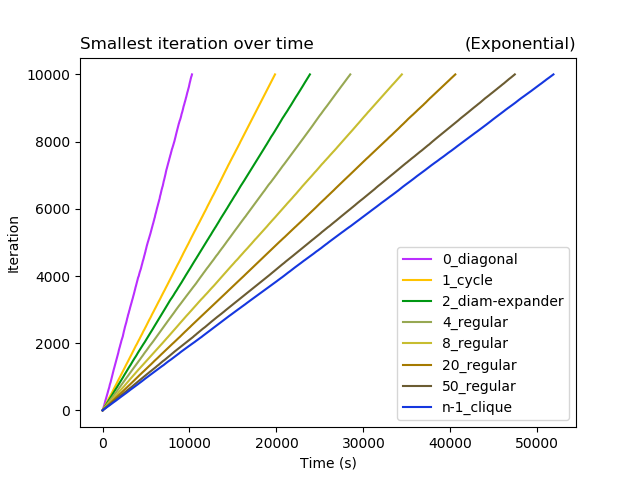 Smallest iteration over time (Exponential)
10000
8000
6000
4000
2000
0
Iteration
0_diagonal
1_cycle
2_diam-expander
4_regular
8_regular
20_regular
50_regular
n-1_clique
0 10000 20000 30000 40000 50000
Time (s)